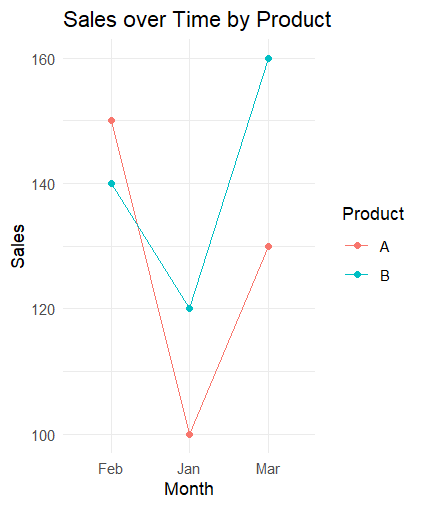 Sales over Time by Product
160
140
120
100
Sales
Feb Jan Mar
Month
Product
A
B